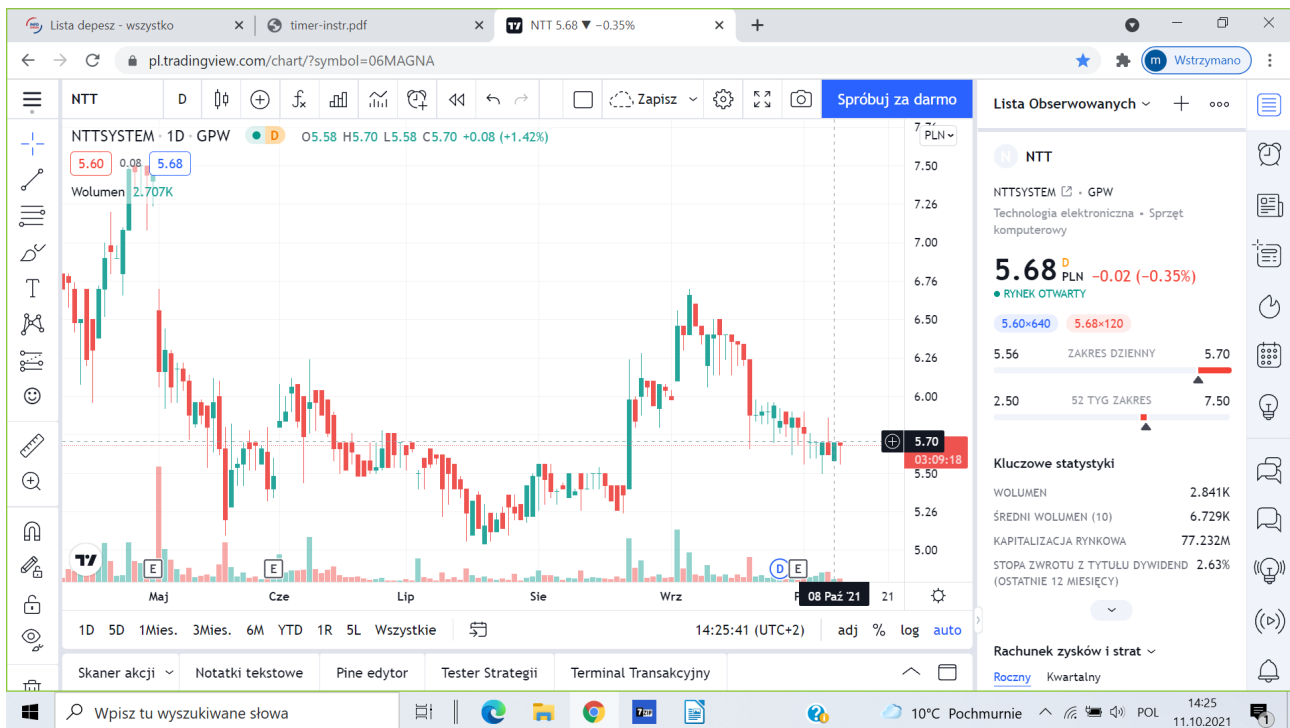 Lista depesz - wszystko
timer-instr.pdf
NTT 5.68 ▼ −0.35%
pl.tradingview.com/chart/?symbol=06MAGNA
m Wstrzymano
NTT D
Zapisz
Spróbuj za darmo
NTTSYSTEM · 1D · GPW D O5.58 H5.70 L5.58 C5.70 +0.08 (+1.42%)
5.60 0.08 5.68
Wolumen 2.707K
PLN
7.50
7.26
7.00
6.76
6.50
6.26
6.00
5.70
03:09:18
5.50
5.26
5.00
E E D E
Maj Cze Lip Sie Wrz 08 Paź '21 21
1D 5D 1Mies. 3Mies. 6M YTD 1R 5L Wszystkie
14:25:41 (UTC+2) adj % log auto
Skaner akcji Notatki tekstowe Pine edytor Tester Strategii Terminal Transakcyjny
Lista Obserwowanych
N NTT
NTTSYSTEM · GPW
Technologia elektroniczna • Sprzęt
komputerowy
5.68 D PLN −0.02 (−0.35%)
RYNEK OTWARTY
5.60×640 5.68×120
5.56 ZAKRES DZIENNY 5.70
2.50 52 TYG ZAKRES 7.50
Kluczowe statystyki
WOLUMEN 2.841K
ŚREDNI WOLUMEN (10) 6.729K
KAPITALIZACJA RYNKOWA 77.232M
STOPA ZWROTU Z TYTUŁU DYWIDEND 2.63%
(OSTATNIE 12 MIESIĘCY)
Rachunek zysków i strat
Roczny Kwartalny
Wpisz tu wyszukiwane słowa
10°C Pochmurnie
POL
14:25
11.10.2021